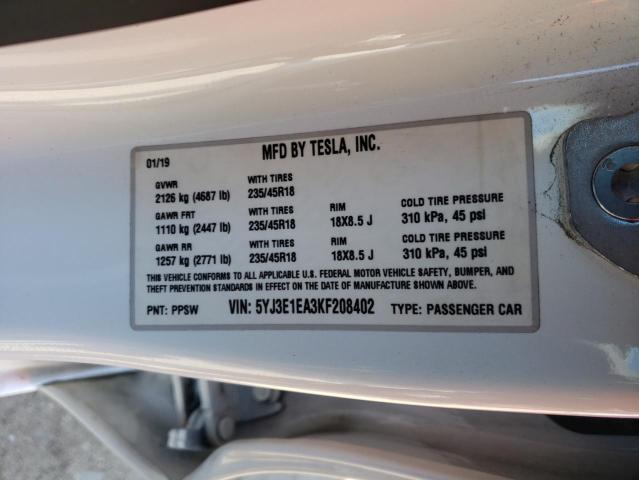 01/19 MFD BY TESLA, INC.
GVWR WITH TIRES
2126 kg (4687 lb) 235/45R18
GAWR FRT WITH TIRES RIM COLD TIRE PRESSURE
1110 kg (2447 lb) 235/45R18 18X8.5 J 310 kPa, 45 psi
GAWR RR WITH TIRES RIM COLD TIRE PRESSURE
1257 kg (2771 lb) 235/45R18 18X8.5 J 310 kPa, 45 psi
THIS VEHICLE CONFORMS TO ALL APPLICABLE U.S. FEDERAL MOTOR VEHICLE SAFETY, BUMPER, AND
THEFT PREVENTION STANDARDS IN EFFECT ON THE DATE OF MANUFACTURE SHOWN ABOVE.
PNT: PPSW VIN: 5YJ3E1EA3KF208402 TYPE: PASSENGER CAR